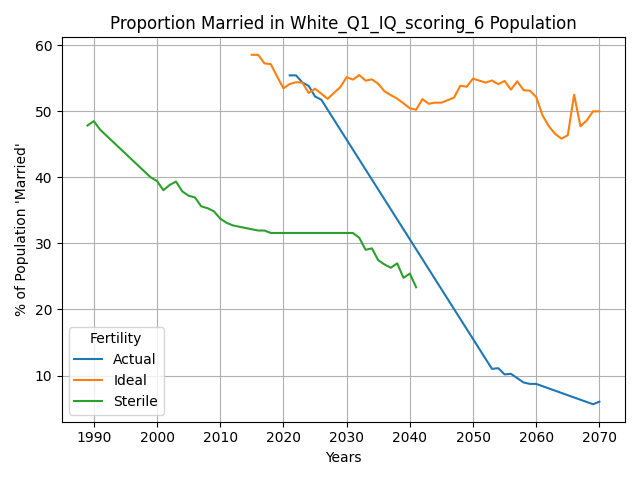 Proportion Married in White_Q1_IQ_scoring_6 Population
% of Population 'Married'
60
50
40
30
20
10
Fertility
Actual
Ideal
Sterile
1990 2000 2010 2020 2030 2040 2050 2060 2070
Years